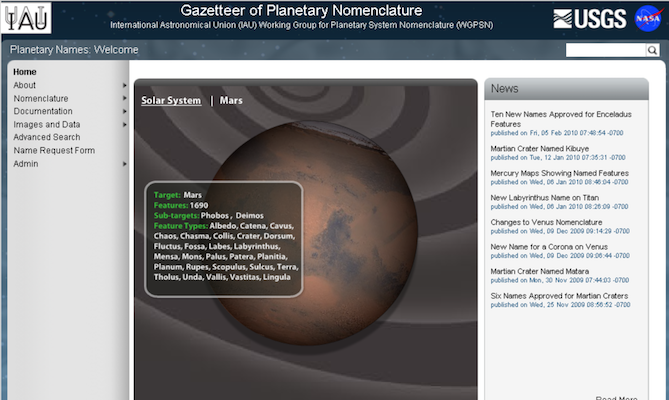 IAU
Gazetteer of Planetary Nomenclature
International Astronomical Union (IAU) Working Group for Planetary System Nomenclature (WGPSN)
USGS
NASA
Planetary Names: Welcome
Home
About
Nomenclature
Documentation
Images and Data
Advanced Search
Name Request Form
Admin
Solar System | Mars
Target: Mars
Features: 1690
Sub-targets: Phobos , Deimos
Feature Types: Albedo, Catena, Cavus,
Chaos, Chasma, Collis, Crater, Dorsum,
Fluctus, Fossa, Labes, Labyrinthus,
Mensa, Mons, Palus, Patera, Planitia,
Planum, Rupes, Scopulus, Sulcus, Terra,
Tholus, Unda, Vallis, Vastitas, Lingula
News
Ten New Names Approved for Enceladus
Features
published on Fri, 05 Feb 2010 07:48:54 -0700
Martian Crater Named Kibuye
published on Tue, 12 Jan 2010 07:35:31 -0700
Mercury Maps Showing Named Features
published on Wed, 06 Jan 2010 08:46:04 -0700
New Labyrinthus Name on Titan
published on Wed, 06 Jan 2010 08:26:09 -0700
Changes to Venus Nomenclature
published on Wed, 09 Dec 2009 09:14:29 -0700
New Name for a Corona on Venus
published on Wed, 09 Dec 2009 09:06:44 -0700
Martian Crater Named Matara
published on Mon, 30 Nov 2009 07:44:03 -0700
Six Names Approved for Martian Craters
published on Wed, 25 Nov 2009 08:56:52 -0700
Read More